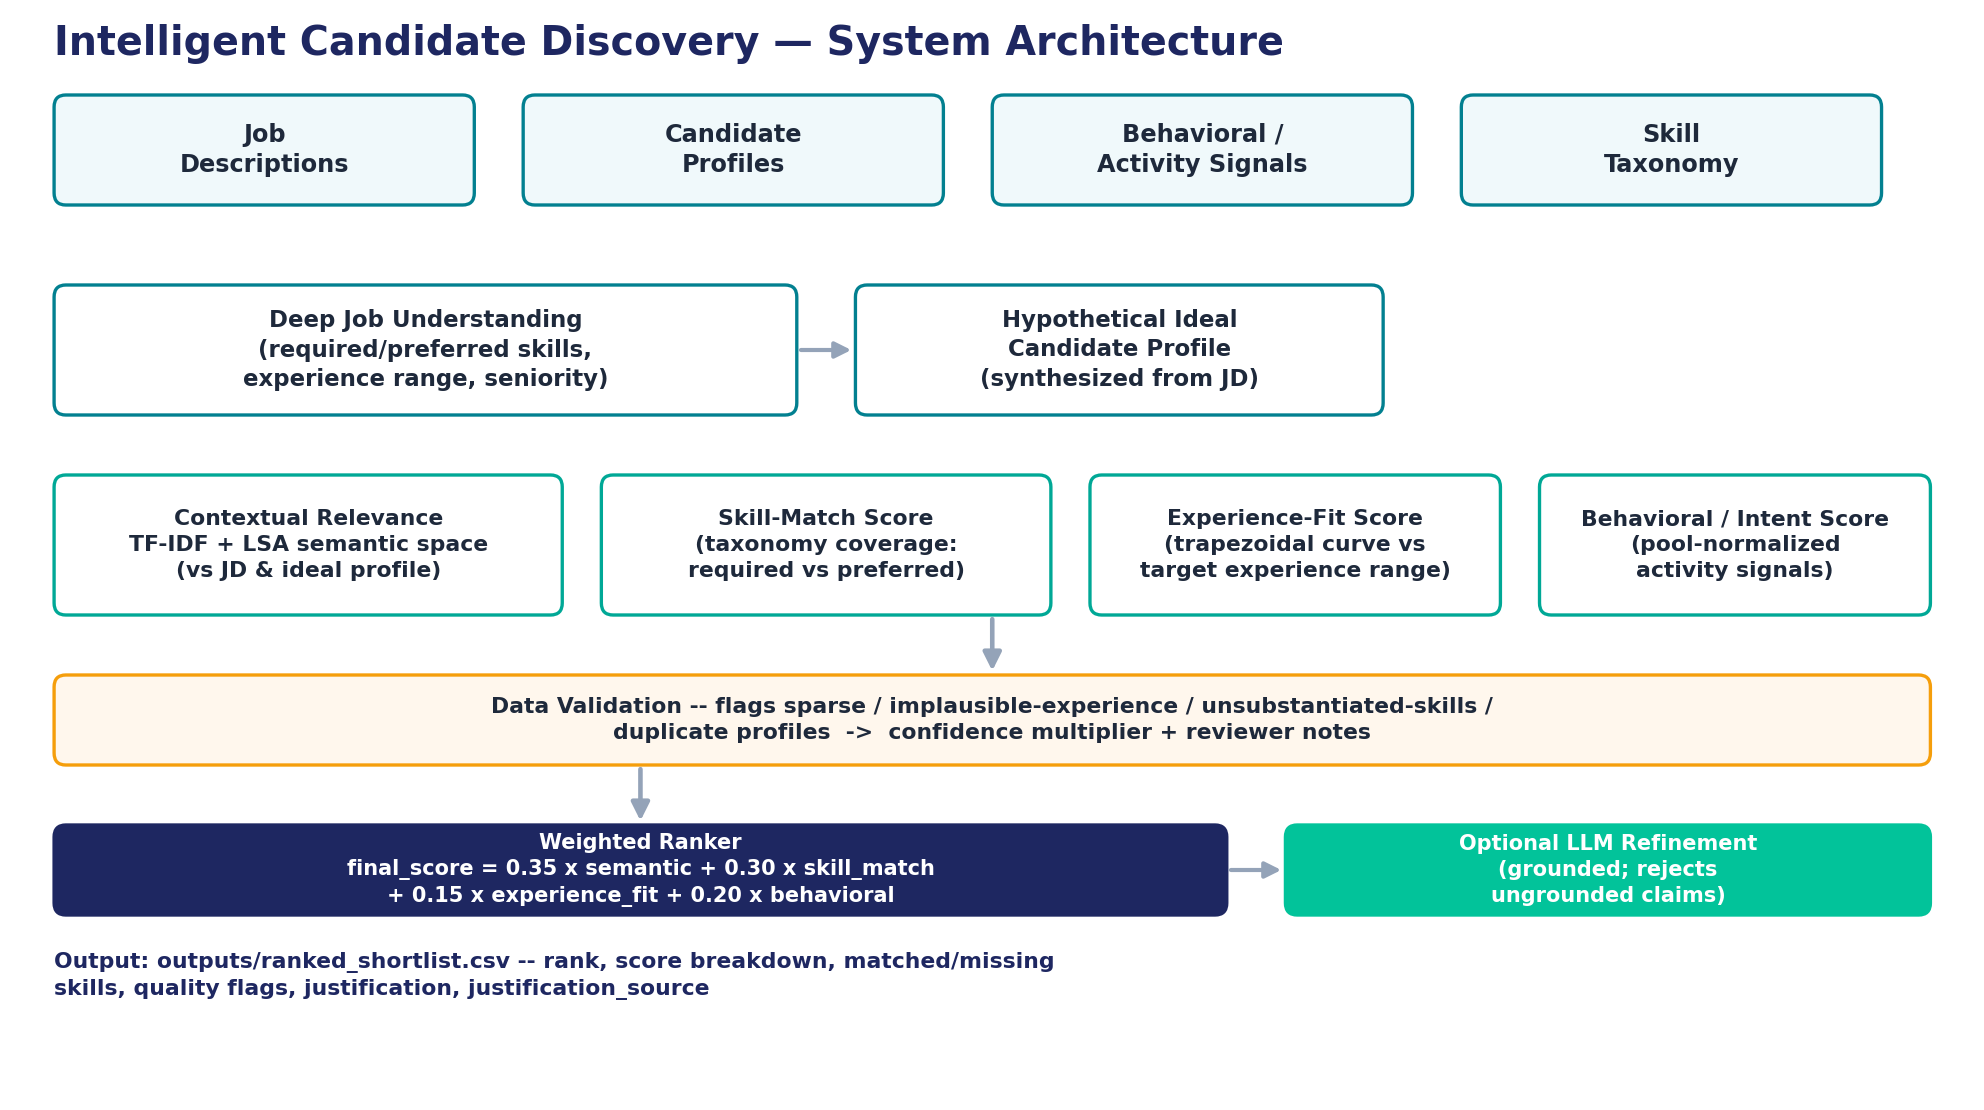 Intelligent Candidate Discovery — System Architecture
Job
Descriptions
Candidate
Profiles
Behavioral /
Activity Signals
Skill
Taxonomy
Deep Job Understanding
(required/preferred skills,
experience range, seniority)
Hypothetical Ideal
Candidate Profile
(synthesized from JD)
Contextual Relevance
TF-IDF + LSA semantic space
(vs JD & ideal profile)
Skill-Match Score
(taxonomy coverage:
required vs preferred)
Experience-Fit Score
(trapezoidal curve vs
target experience range)
Behavioral / Intent Score
(pool-normalized
activity signals)
Data Validation -- flags sparse / implausible-experience / unsubstantiated-skills /
duplicate profiles  ->  confidence multiplier + reviewer notes
Weighted Ranker
final_score = 0.35 x semantic + 0.30 x skill_match
+ 0.15 x experience_fit + 0.20 x behavioral
Optional LLM Refinement
(grounded; rejects
ungrounded claims)
Output: outputs/ranked_shortlist.csv -- rank, score breakdown, matched/missing
skills, quality flags, justification, justification_source